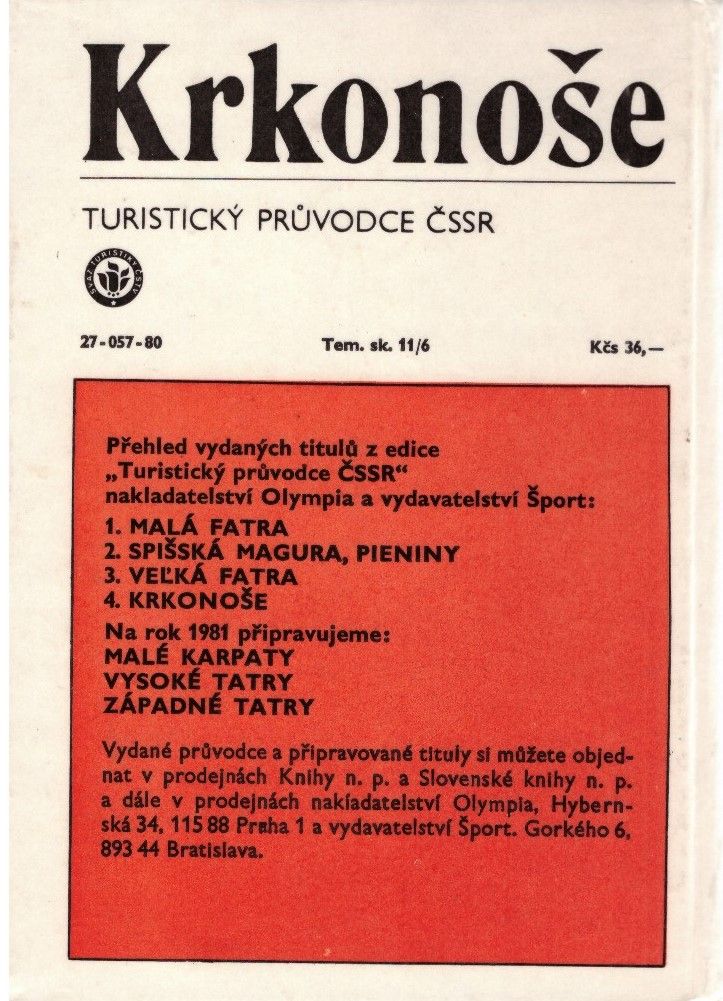 Krkonoše
TURISTICKÝ PRŮVODCE ČSSR
SVAZ TURISTIKY ČSTV
27-057-80 Tem. sk. 11/6 Kčs 36,—
Přehled vydaných titulů z edice
„Turistický průvodce ČSSR“
nakladatelství Olympia a vydavatelství Šport:
1. MALÁ FATRA
2. SPIŠSKÁ MAGURA, PIENINY
3. VEĽKÁ FATRA
4. KRKONOŠE
Na rok 1981 připravujeme:
MALÉ KARPATY
VYSOKÉ TATRY
ZÁPADNÉ TATRY
Vydané průvodce a připravované tituly si můžete objed-
nat v prodejnách Knihy n. p. a Slovenské knihy n. p.
a dále v prodejnách nakladatelství Olympia, Hybern-
ská 34, 115 88 Praha 1 a vydavatelství Šport. Gorkého 6,
893 44 Bratislava.